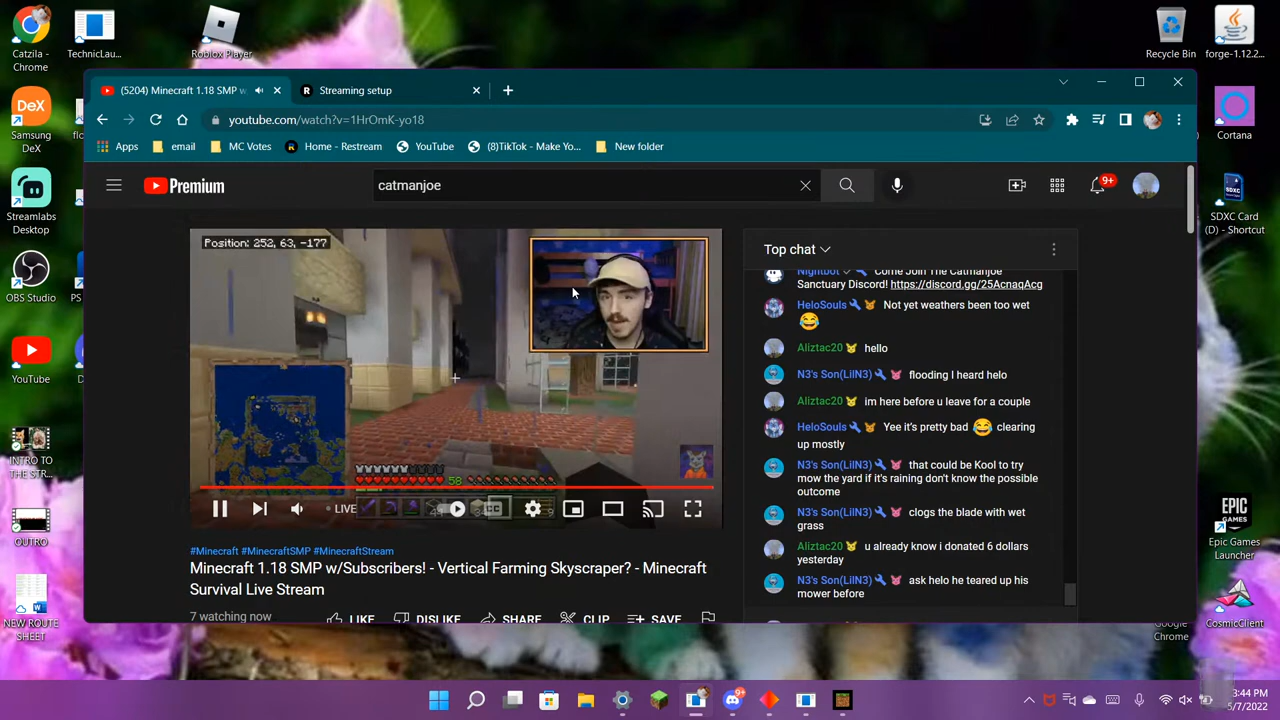 Catzila -
Chrome
TechnicLau...
Roblox Player
Recycle Bin
forge-1.12.2...
(5204) Minecraft 1.18 SMP w
Streaming setup
youtube.com/watch?v=1HrOmK-yo18
DeX
Samsung
DeX
Cortana
Apps
email
MC Votes
Home - Restream
YouTube
(8)TikTok - Make Yo...
New folder
Premium
catmanjoe
9+
Streamlabs
Desktop
SDXC Card
(D) - Shortcut
Position: 252, 63, -177
Top chat
Nightbot Come Join The Catmanjoe
Sanctuary Discord! https://discord.gg/25AcnaqAcg
HeloSouls Not yet weathers been too wet
Aliztac20 hello
N3's Son(LilN3) flooding I heard helo
Aliztac20 im here before u leave for a couple
HeloSouls Yee it's pretty bad clearing
up mostly
N3's Son(LilN3) that could be Kool to try
mow the yard if it's raining don't know the possible
outcome
N3's Son(LilN3) clogs the blade with wet
grass
Aliztac20 u already know i donated 6 dollars
yesterday
N3's Son(LilN3) ask helo he teared up his
mower before
OBS Studio
PS
YouTube
INTRO TO
THE STR...
58
LIVE
CC
9
OUTRO
Epic Games
Launcher
#Minecraft #MinecraftSMP #MinecraftStream
Minecraft 1.18 SMP w/Subscribers! - Vertical Farming Skyscraper? - Minecraft
Survival Live Stream
7 watching now
LIKE
DISLIKE
SHARE
CLIP
SAVE
NEW ROUTE
SHEET
Google
Chrome
CosmicClient
9+
3:44 PM
5/7/2022